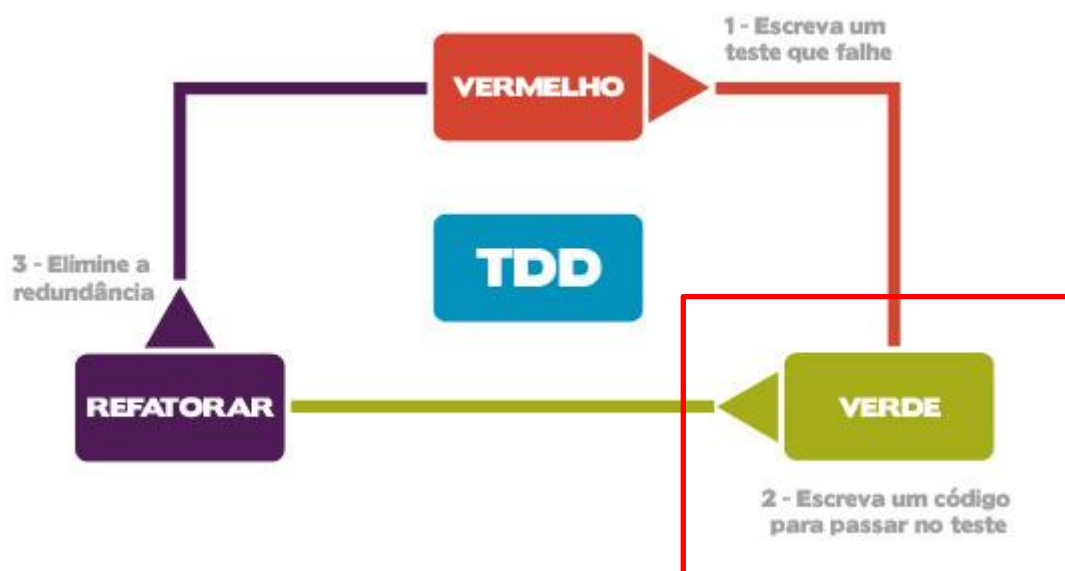 1 - Escreva um
teste que falhe
VERMELHO
TDD
3 - Elimine a
redundância
REFATORAR
VERDE
2 - Escreva um código
para passar no teste